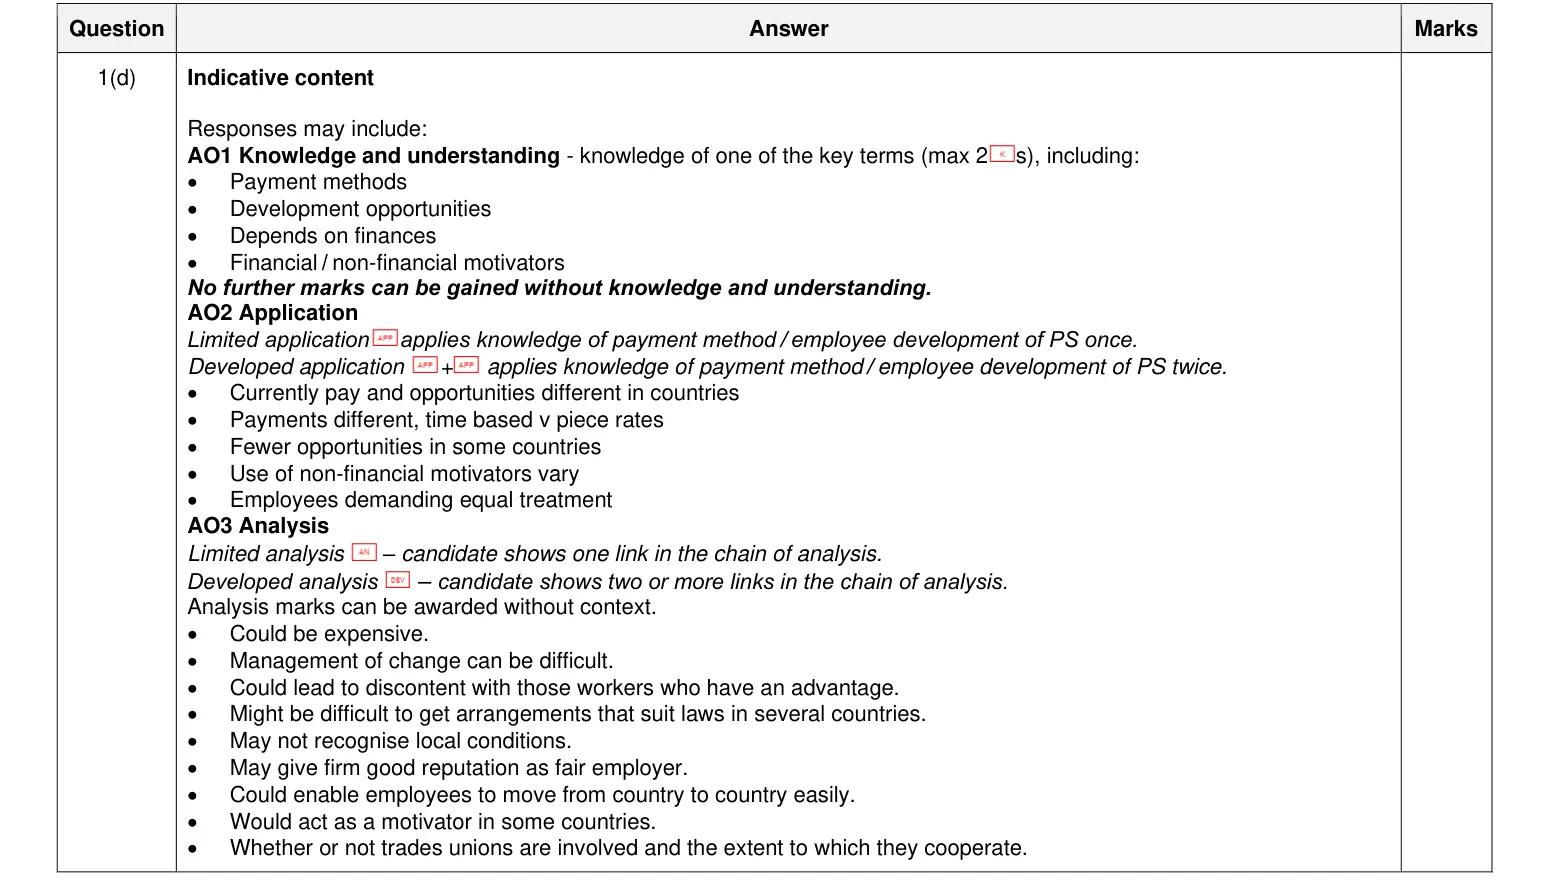 Question Answer Marks
1(d) Indicative content
Responses may include:
AO1 Knowledge and understanding - knowledge of one of the key terms (max 2 K s), including:
• Payment methods
• Development opportunities
• Depends on finances
• Financial / non-financial motivators
No further marks can be gained without knowledge and understanding.
AO2 Application
Limited application APP applies knowledge of payment method / employee development of PS once.
Developed application APP + APP applies knowledge of payment method / employee development of PS twice.
• Currently pay and opportunities different in countries
• Payments different, time based v piece rates
• Fewer opportunities in some countries
• Use of non-financial motivators vary
• Employees demanding equal treatment
AO3 Analysis
Limited analysis AN – candidate shows one link in the chain of analysis.
Developed analysis DEV – candidate shows two or more links in the chain of analysis.
Analysis marks can be awarded without context.
• Could be expensive.
• Management of change can be difficult.
• Could lead to discontent with those workers who have an advantage.
• Might be difficult to get arrangements that suit laws in several countries.
• May not recognise local conditions.
• May give firm good reputation as fair employer.
• Could enable employees to move from country to country easily.
• Would act as a motivator in some countries.
• Whether or not trades unions are involved and the extent to which they cooperate.